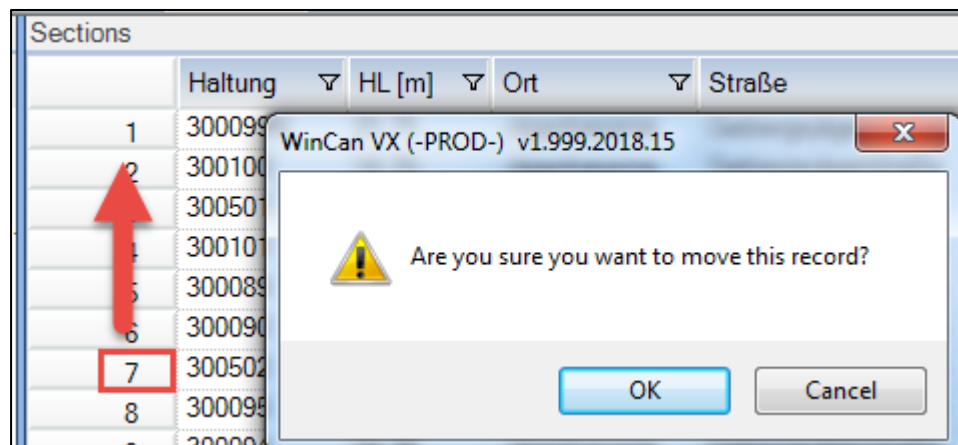 Sections
Haltung HL [m] Ort Straße
1 300099
WinCan VX (-PROD-) v1.999.2018.15
2 300100
300501
300101
Are you sure you want to move this record?
300089
6 300090
7 300502
OK Cancel
8 300095